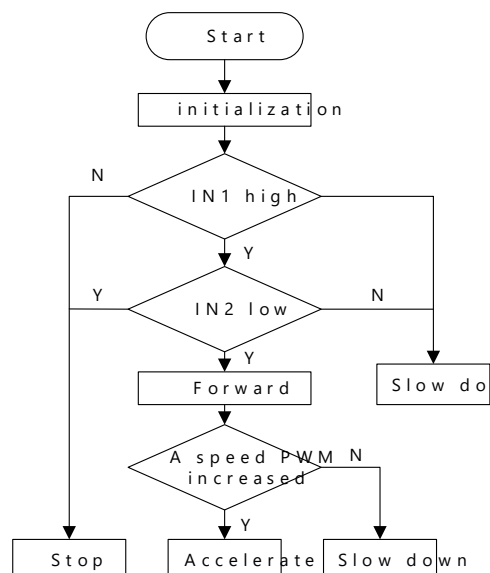 Start
initialization
N
IN1 high
Y
Y
IN2 low
N
Y
Forward
Slow do
A speed PWM
increased
N
Y
Stop
Accelerate
Slow down